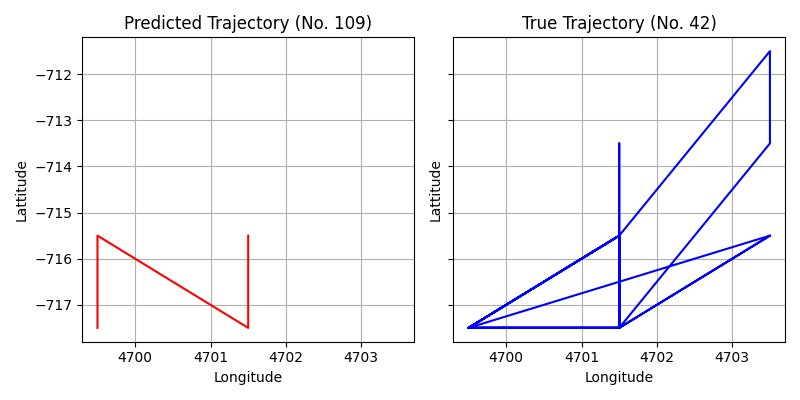 Predicted Trajectory (No. 109)
True Trajectory (No. 42)
−712
−713
−714
−715
−716
−717
Lattitude
Lattitude
4700 4701 4702 4703
4700 4701 4702 4703
Longitude
Longitude